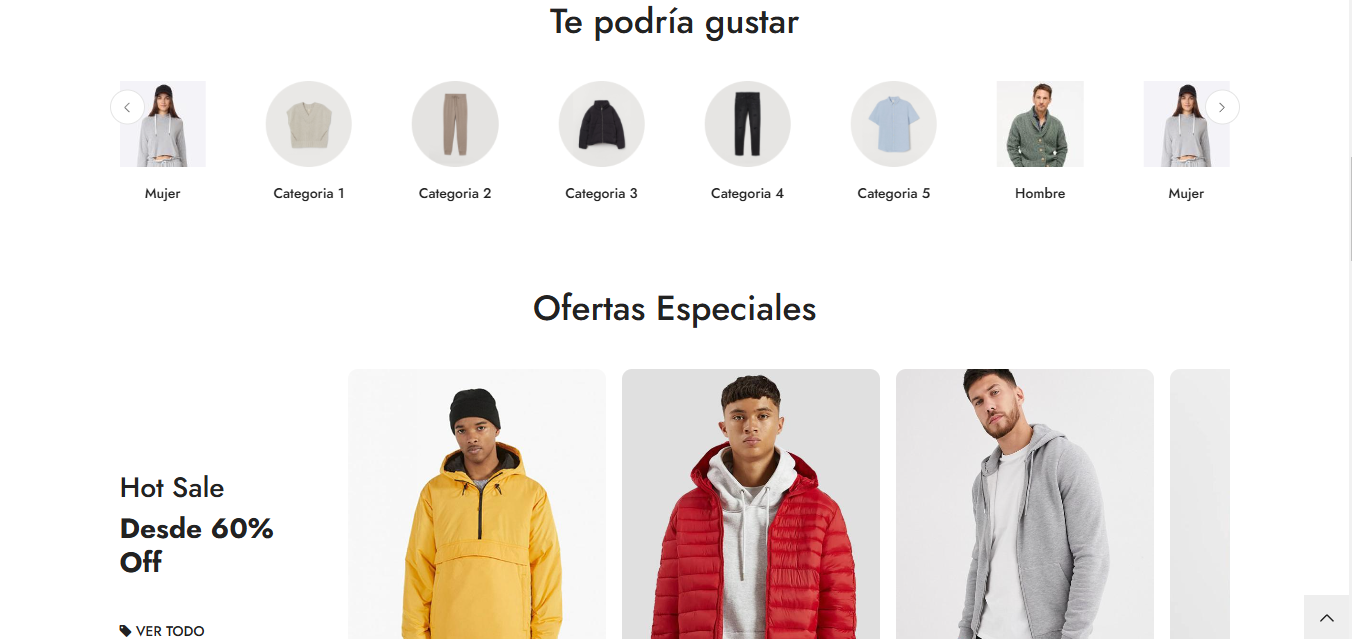 Te podría gustar
Mujer
Categoria 1
Categoria 2
Categoria 3
Categoria 4
Categoria 5
Hombre
Mujer
Ofertas Especiales
Hot Sale
Desde 60%
Off
VER TODO